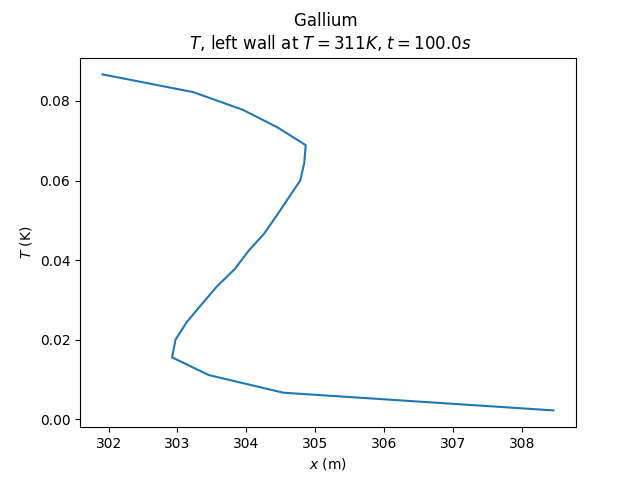 Gallium
T, left wall at T = 311K, t = 100.0s
0.08
0.06
0.04
0.02
0.00
T (K)
302 303 304 305 306 307 308
x (m)